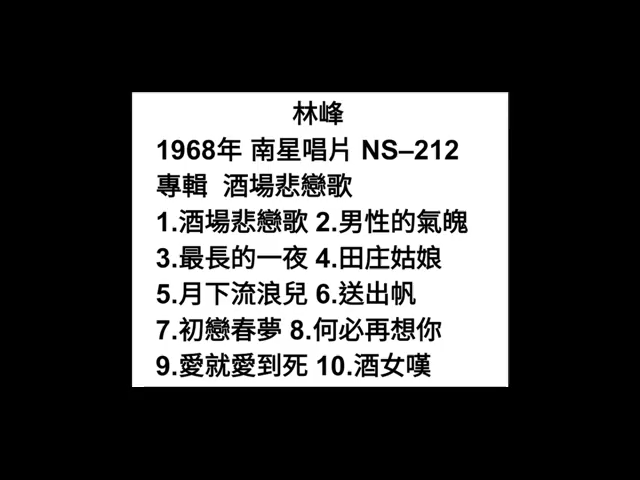 林峰
1968年 南星唱片 NS–212
專輯 酒場悲戀歌
1.酒場悲戀歌 2.男性的氣魄
3.最長的一夜 4.田庄姑娘
5.月下流浪兒 6.送出帆
7.初戀春夢 8.何必再想你
9.愛就愛到死 10.酒女嘆